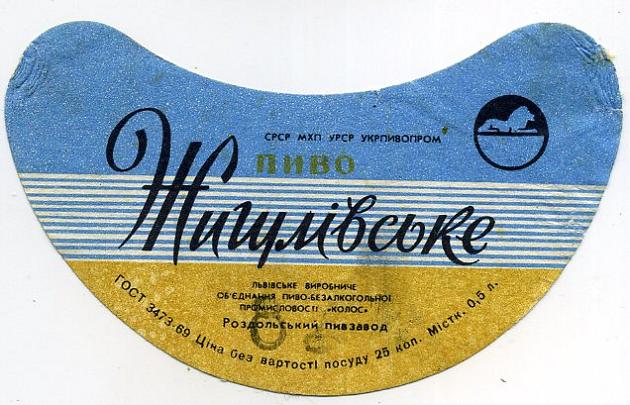 СРСР МХП УРСР УКРПИВОПРОМ
ПИВО
Жигулівське
ЛЬВІВСЬКЕ ВИРОБНИЧЕ
ОБ'ЄДНАННЯ ПИВО-БЕЗАЛКОГОЛЬНОЇ
ПРОМИСЛОВОСТІ „КОЛОС"
Роздольський пивзавод
ГОСТ 3473-69 Ціна без вартості посуду 25 коп. Містк. 0,5 л.